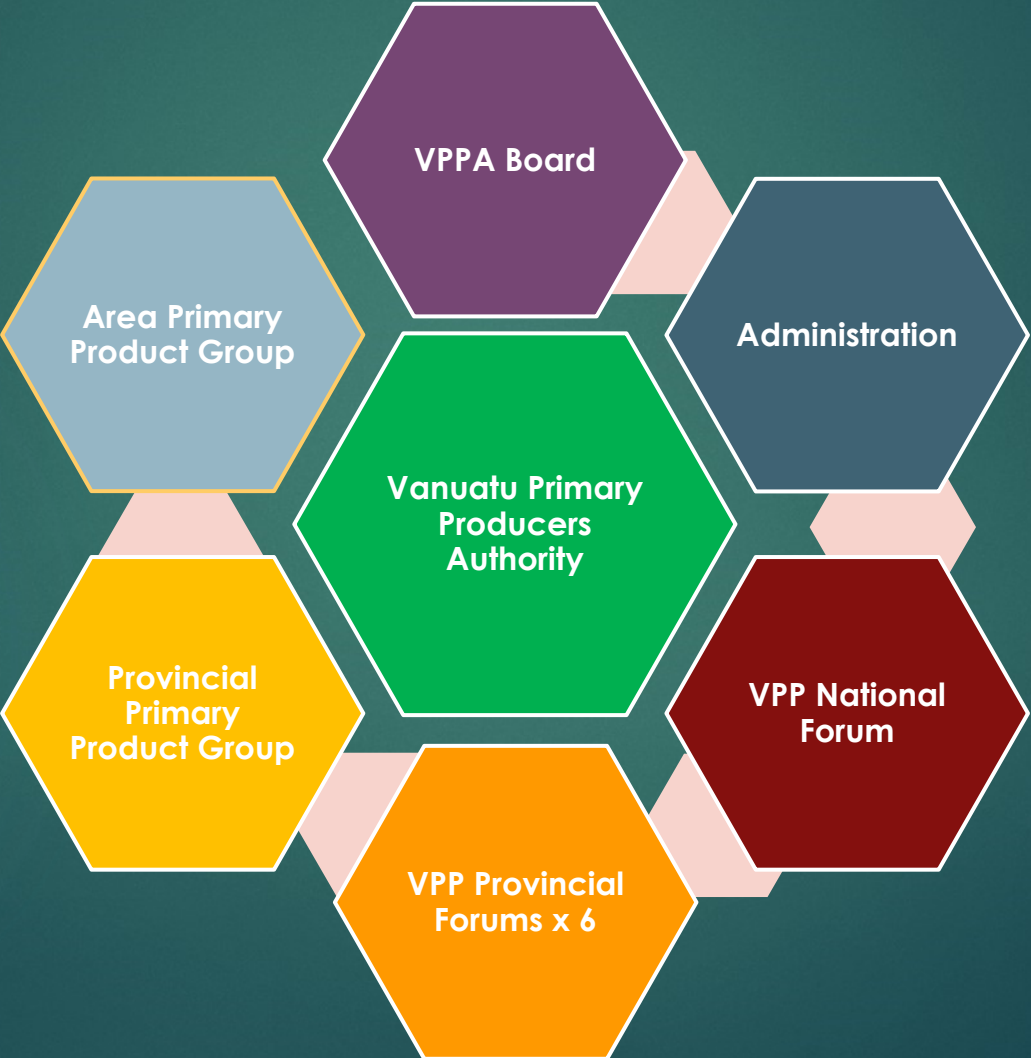 VPPA Board
Administration
VPP National
Forum
VPP Provincial
Forums x 6
Provincial
Primary
Product Group
Area Primary
Product Group
Vanuatu Primary
Producers
Authority